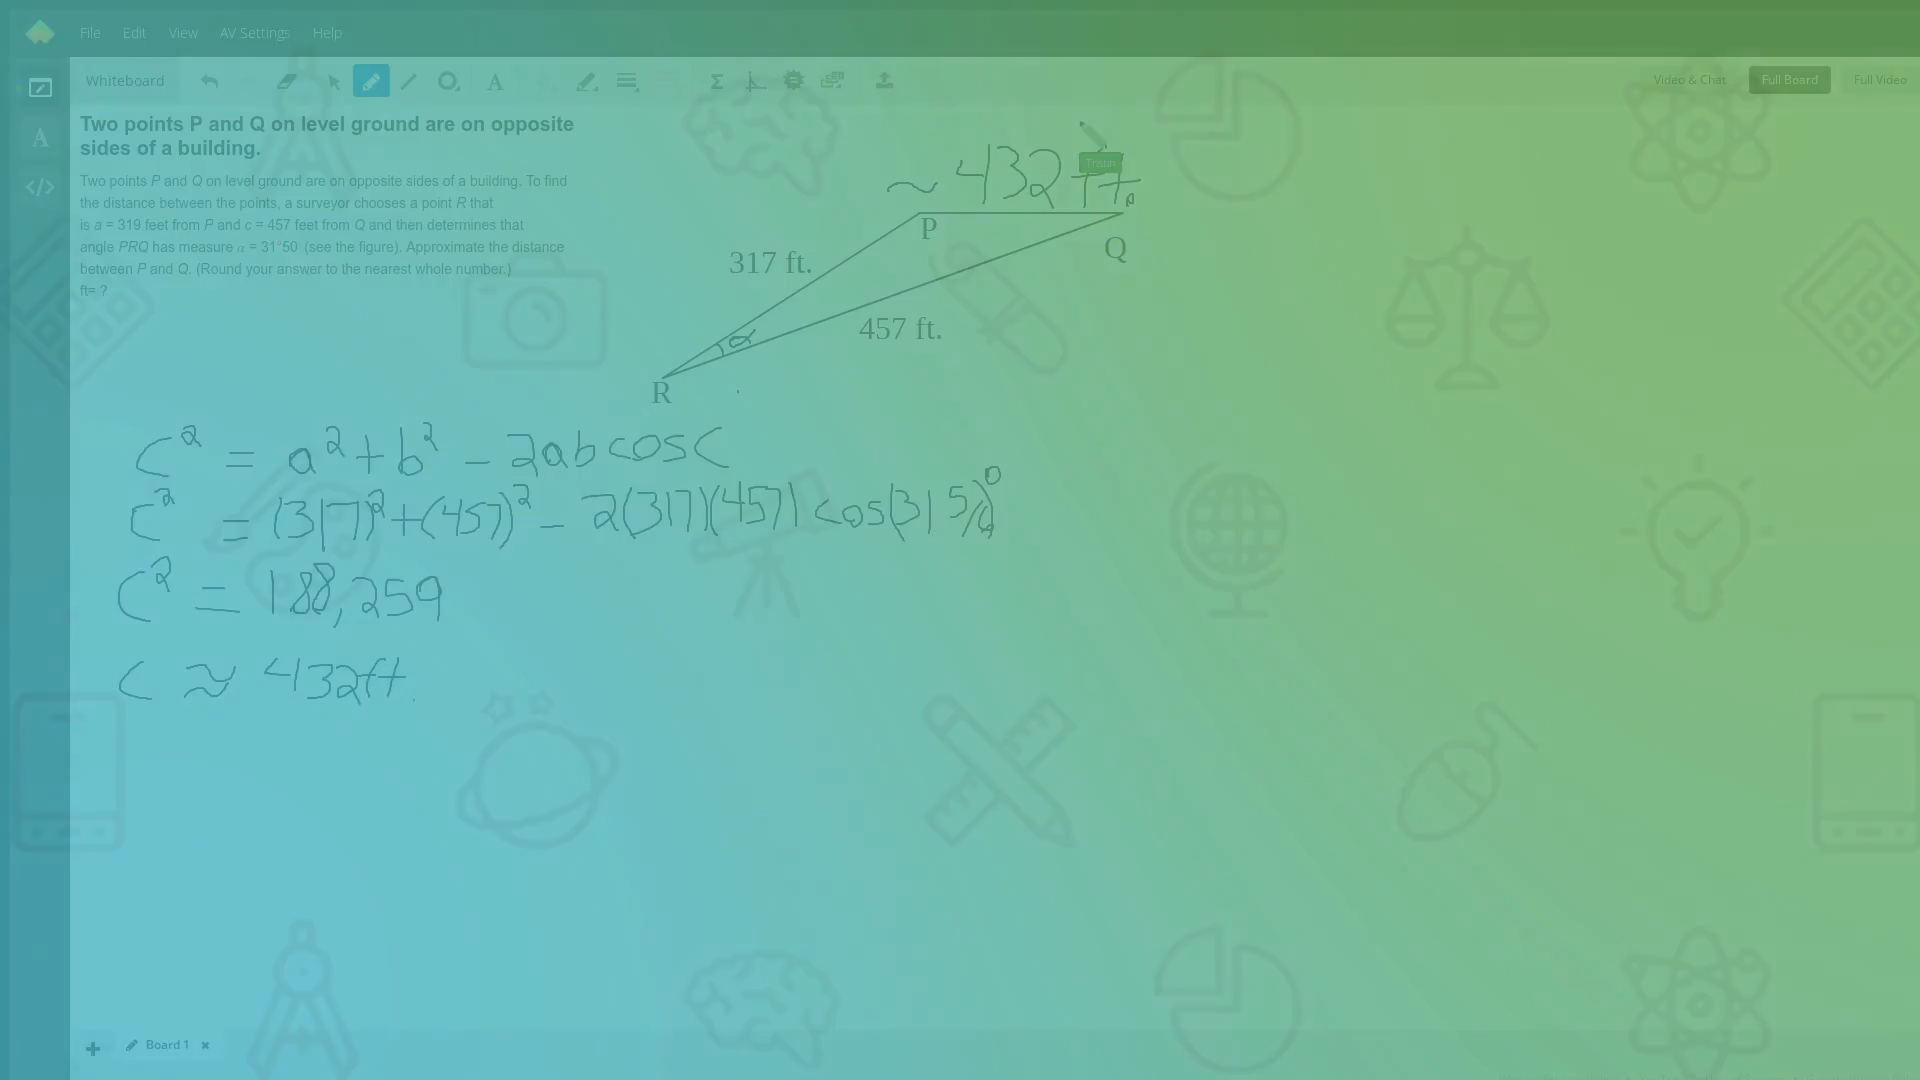 File Edit View AV Settings Help
Whiteboard A Σ Video & Chat Full Board Full Video
A
</>
Two points P and Q on level ground are on opposite
sides of a building.
Two points P and Q on level ground are on opposite sides of a building. To find
the distance between the points, a surveyor chooses a point R that
is a = 319 feet from P and c = 457 feet from Q and then determines that
angle PRQ has measure α = 31°50′ (see the figure). Approximate the distance
between P and Q. (Round your answer to the nearest whole number.)
ft= ?
~ 432 ft.
P
Q
317 ft.
457 ft.
α
R
C² = a² + b² - 2ab cos C
C² = (317)² + (457)² - 2(317)(457) cos(31 5/6)°
C² = 188,259
C ≈ 432ft.
Board 1